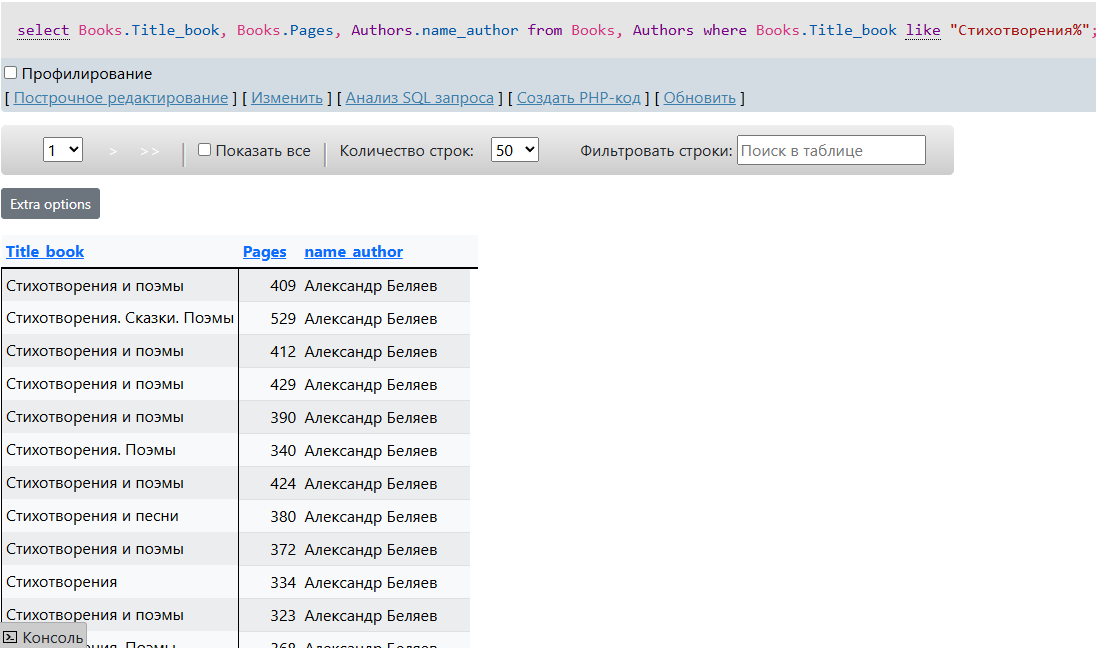 select Books.Title_book, Books.Pages, Authors.name_author from Books, Authors where Books.Title_book like "Стихотворения%";
Профилирование
[ Построчное редактирование ] [ Изменить ] [ Анализ SQL запроса ] [ Создать PHP-код ] [ Обновить ]
1 > >> | Показать все | Количество строк: 50 Фильтровать строки: Поиск в таблице
Extra options
Title_book Pages name_author
Стихотворения и поэмы 409 Александр Беляев
Стихотворения. Сказки. Поэмы 529 Александр Беляев
Стихотворения и поэмы 412 Александр Беляев
Стихотворения и поэмы 429 Александр Беляев
Стихотворения и поэмы 390 Александр Беляев
Стихотворения. Поэмы 340 Александр Беляев
Стихотворения и поэмы 424 Александр Беляев
Стихотворения и песни 380 Александр Беляев
Стихотворения и поэмы 372 Александр Беляев
Стихотворения 334 Александр Беляев
Стихотворения и поэмы 323 Александр Беляев
Поэмы 368 Александр Беляев
Консоль